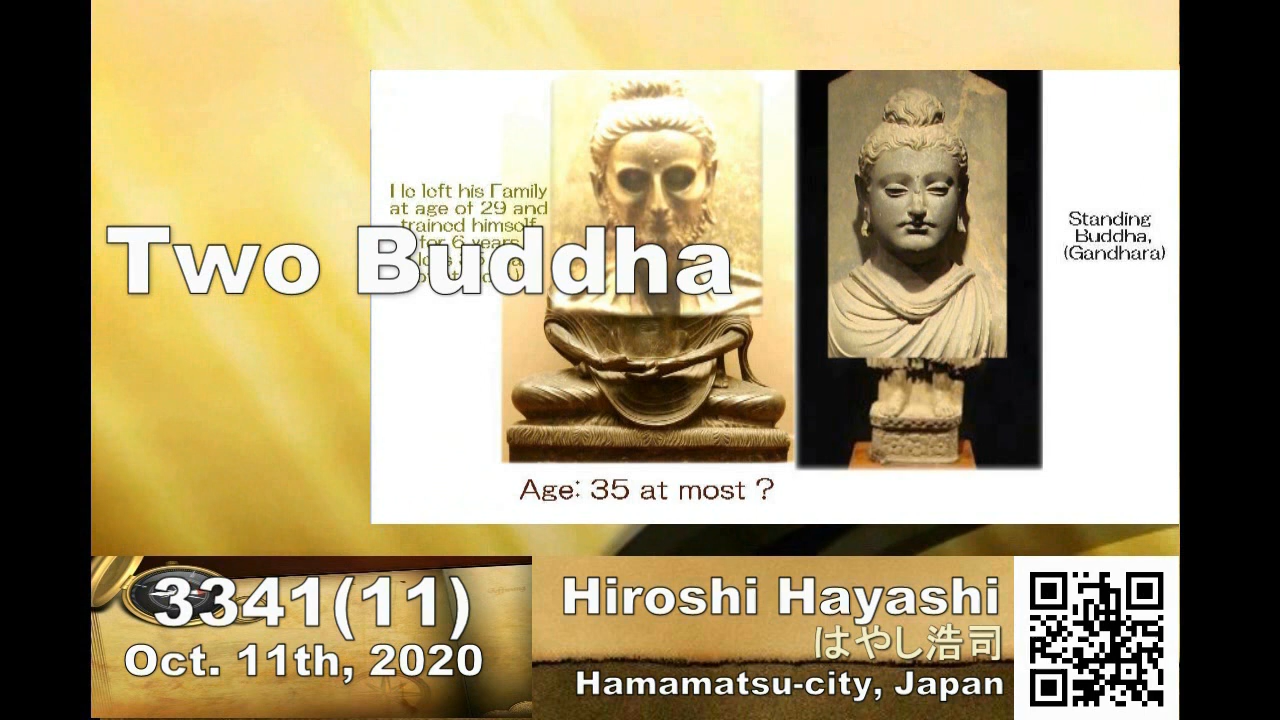 He left his Family
at age of 29 and
trained himself
for 6 years
Two Buddha
Standing
Buddha,
(Gandhara)
Age: 35 at most ?
3341(11)
Oct. 11th, 2020
Hiroshi Hayashi
はやし浩司
Hamamatsu-city, Japan